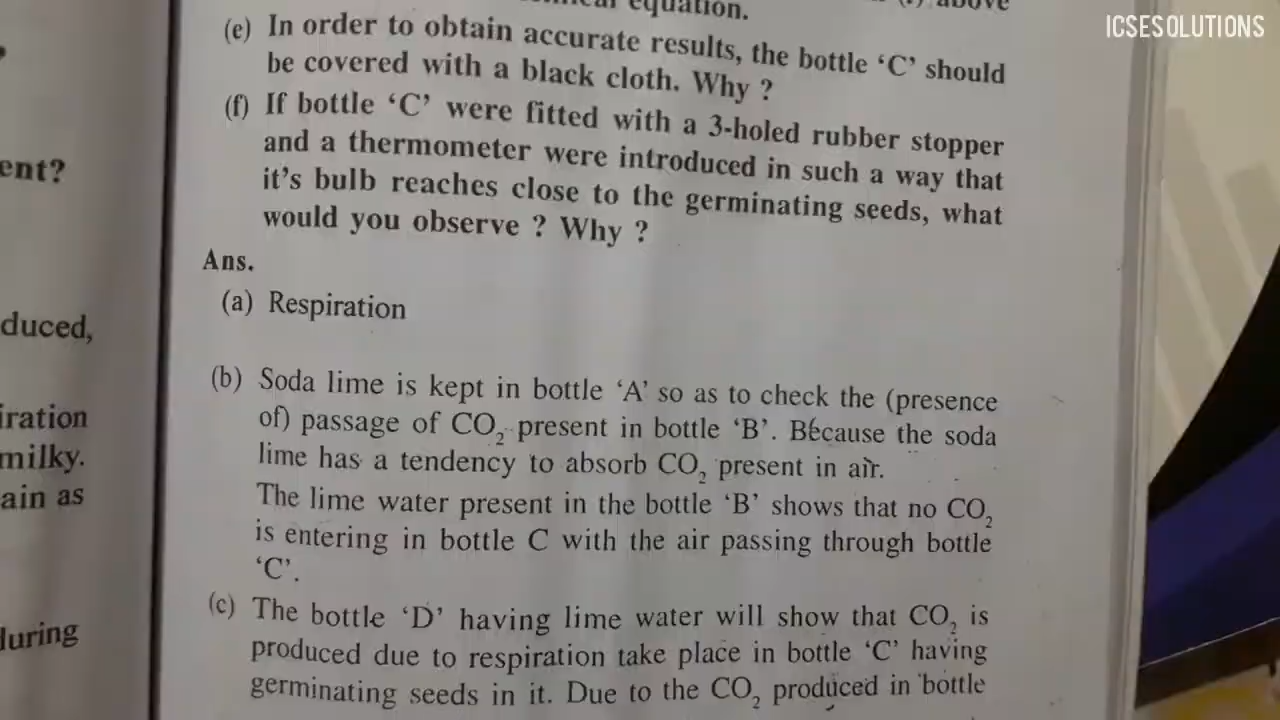 equation.
above
ICSESOLUTIONS
(e) In order to obtain accurate results, the bottle ‘C’ should
be covered with a black cloth. Why ?
(f) If bottle ‘C’ were fitted with a 3-holed rubber stopper
and a thermometer were introduced in such a way that
it’s bulb reaches close to the germinating seeds, what
would you observe ? Why ?
Ans.
(a) Respiration
(b) Soda lime is kept in bottle ‘A’ so as to check the (presence
of) passage of CO₂ present in bottle ‘B’. Because the soda
lime has a tendency to absorb CO₂ present in air.
The lime water present in the bottle ‘B’ shows that no CO₂
is entering in bottle C with the air passing through bottle
‘C’.
(c) The bottle ‘D’ having lime water will show that CO₂ is
produced due to respiration take place in bottle ‘C’ having
germinating seeds in it. Due to the CO₂ produced in bottle
ent?
duced,
iration
milky.
ain as
luring